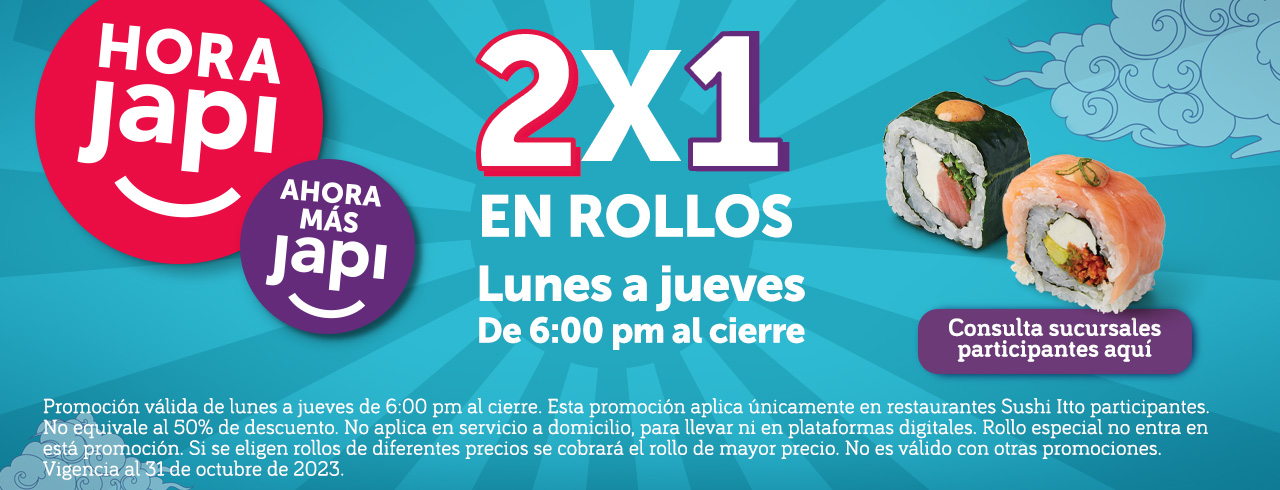 HORA
japi
AHORA
MÁS
japi
2X1
EN ROLLOS
Lunes a jueves
De 6:00 pm al cierre
Consulta sucursales
participantes aquí
Promoción válida de lunes a jueves de 6:00 pm al cierre. Esta promoción aplica únicamente en restaurantes Sushi Itto participantes.
No equivale al 50% de descuento. No aplica en servicio a domicilio, para llevar ni en plataformas digitales. Rollo especial no entra en
está promoción. Si se eligen rollos de diferentes precios se cobrará el rollo de mayor precio. No es válido con otras promociones.
Vigencia al 31 de octubre de 2023.